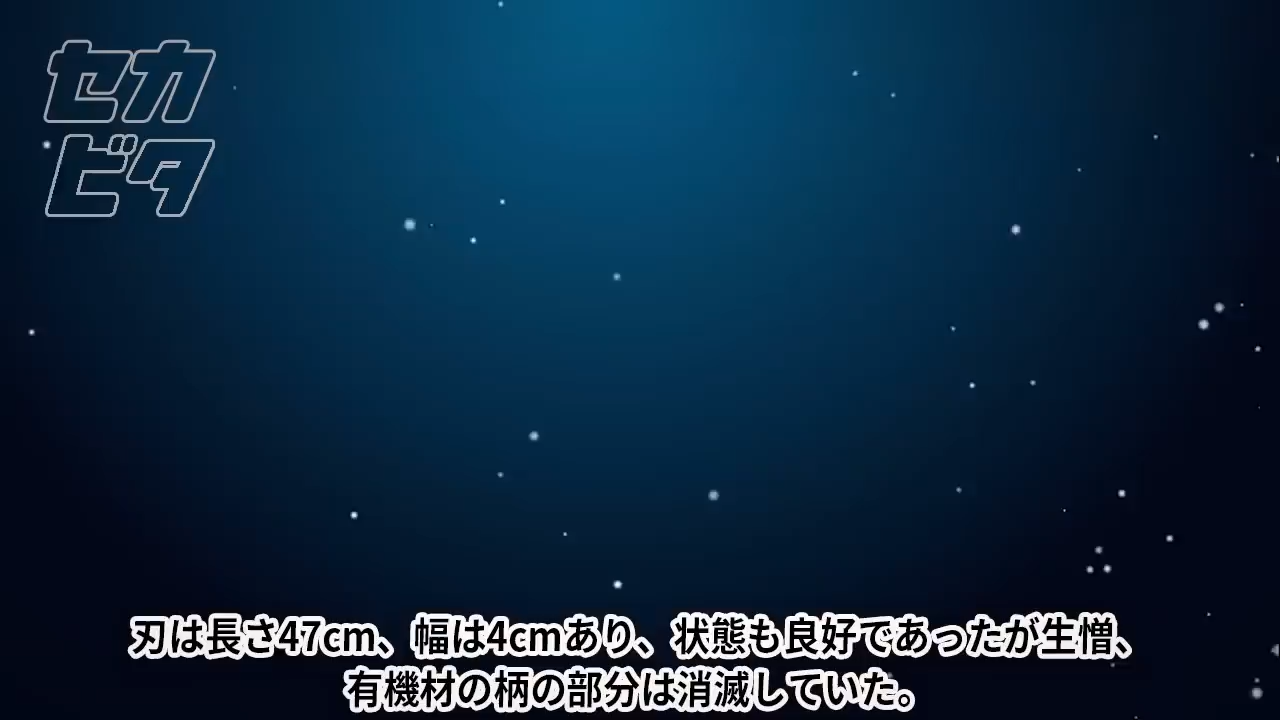 セカ
ビタ
刃は長さ47cm、幅は4cmあり、状態も良好であったが生憎、
有機材の柄の部分は消滅していた。